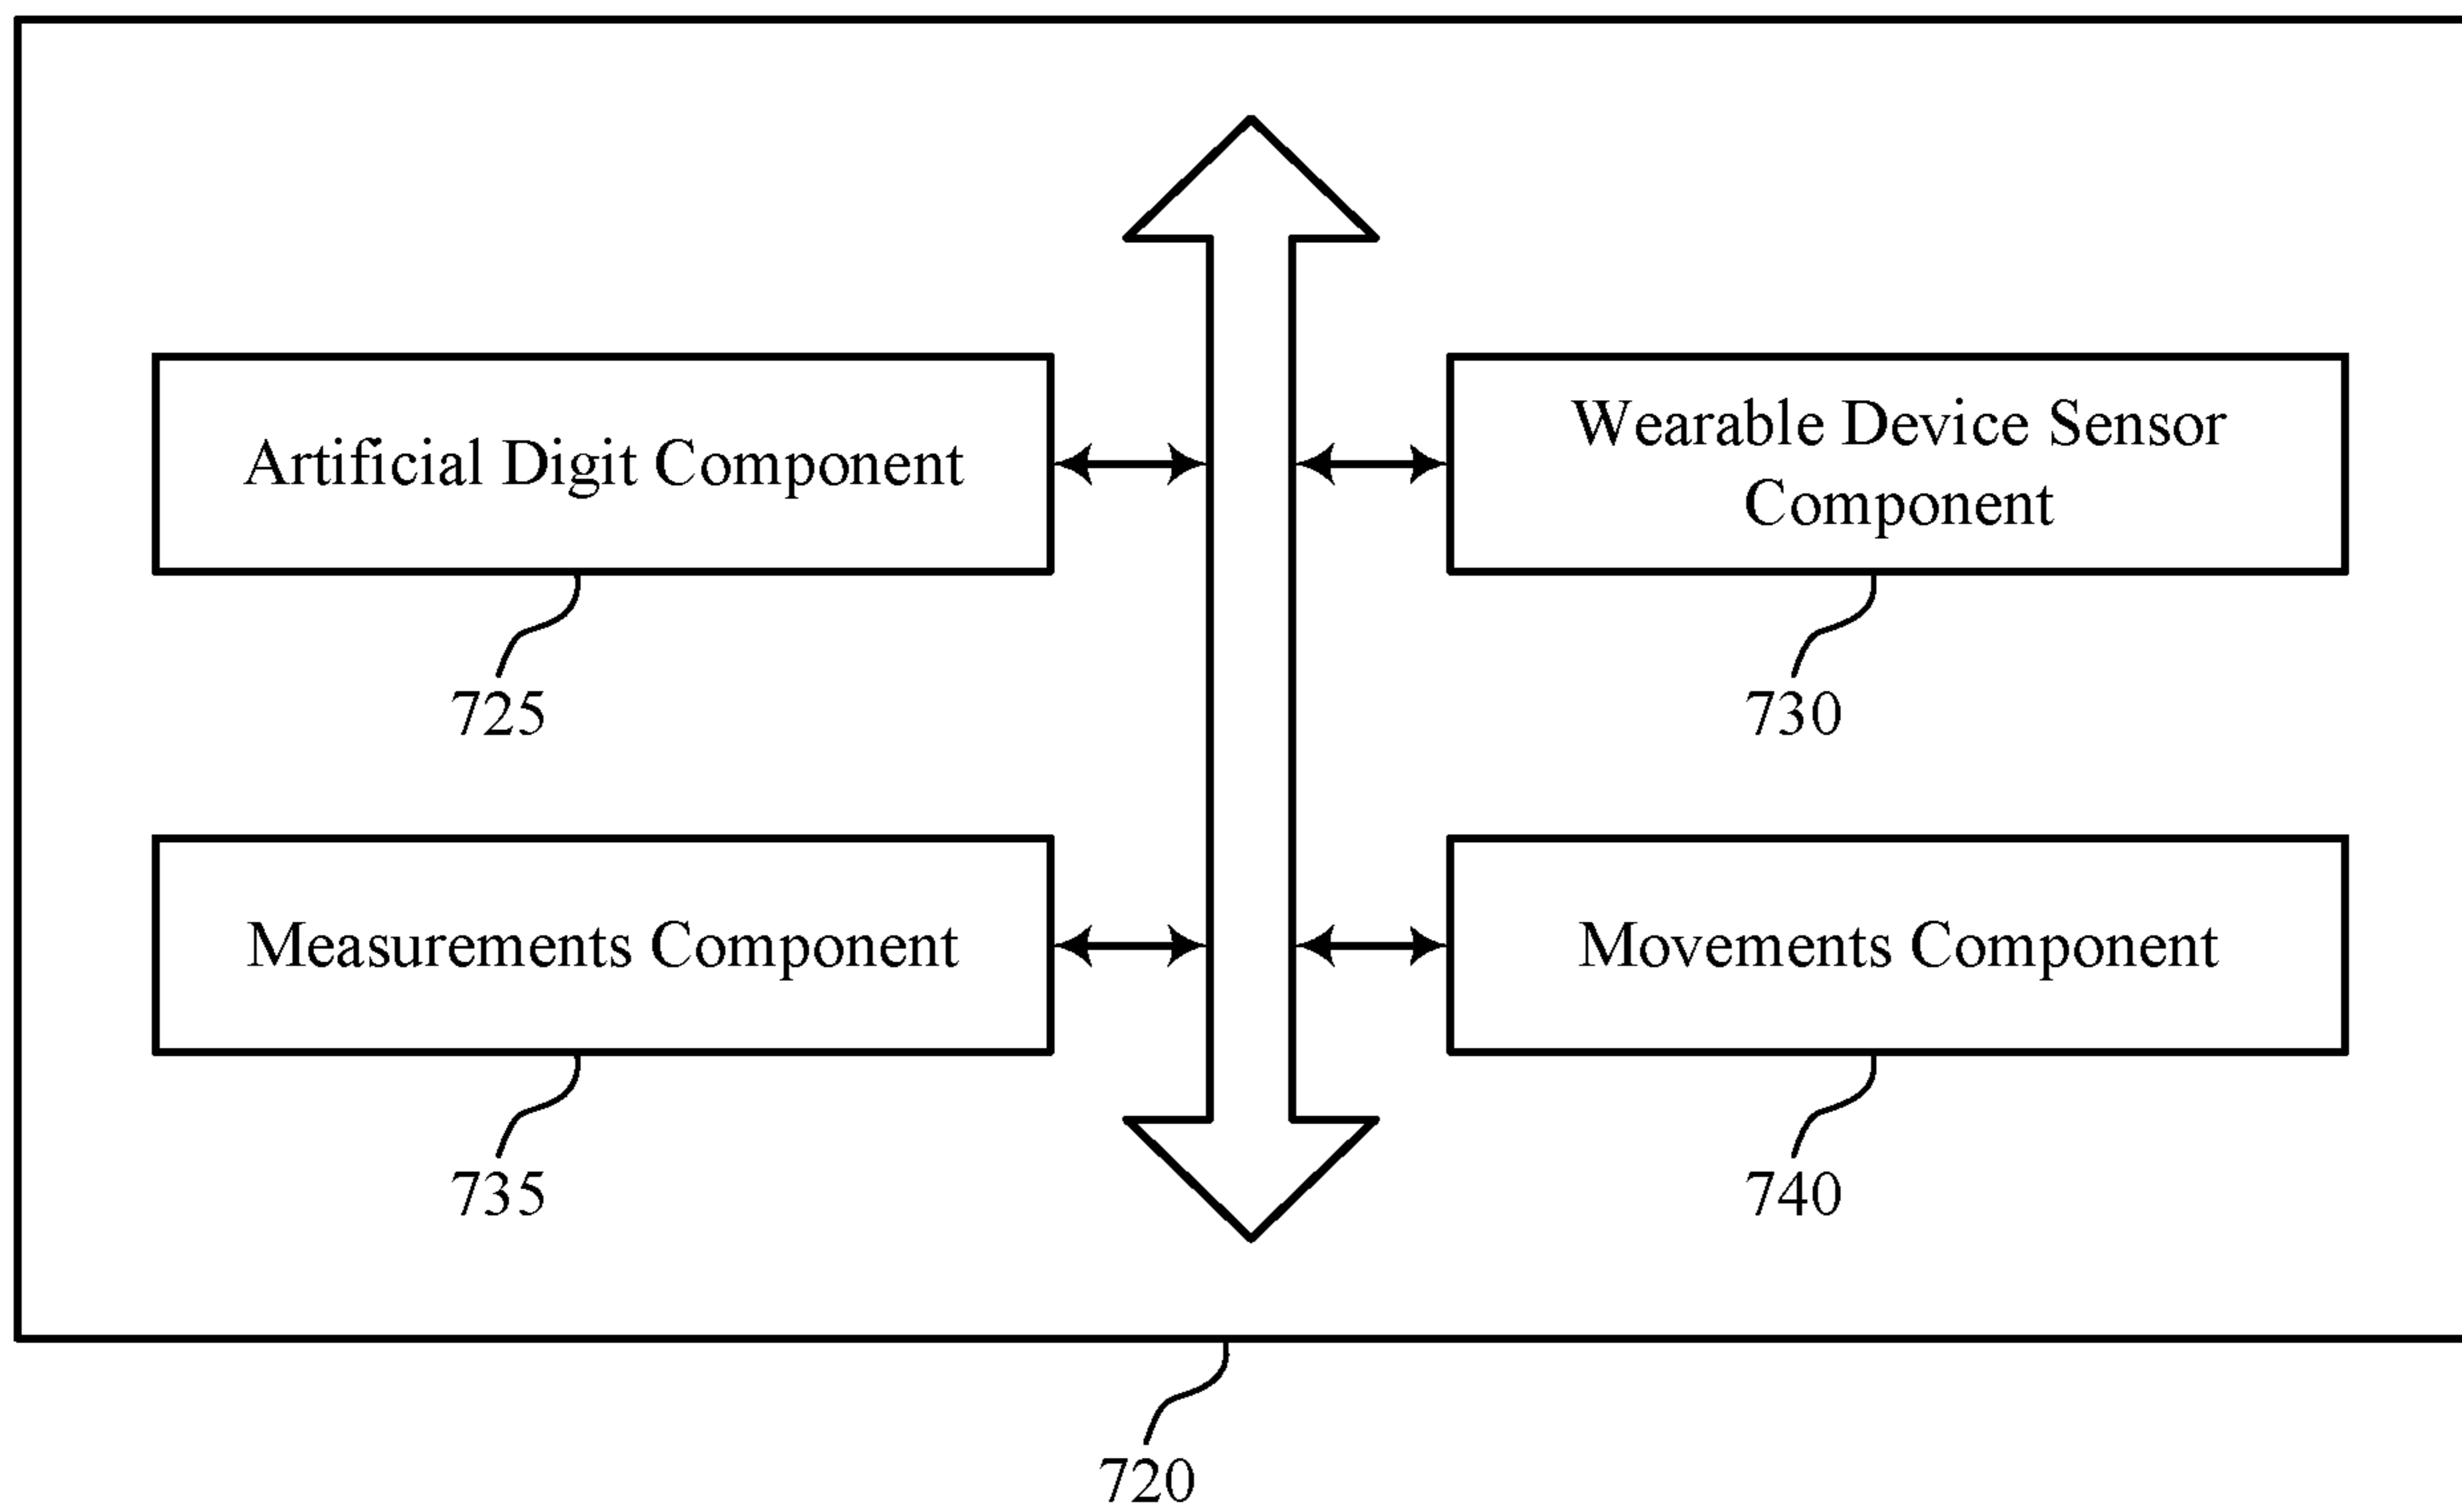 Artificial Digit Component
Wearable Device Sensor
Component
725
730
Measurements Component
Movements Component
735
740
720